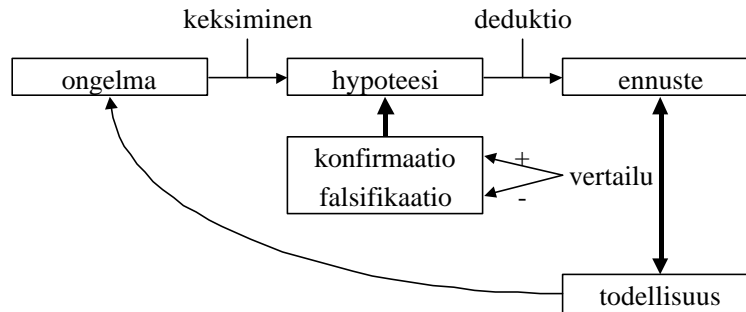 keksiminen
deduktio
ongelma
hypoteesi
ennuste
konfirmaatio
falsifikaatio
+
-
vertailu
todellisuus